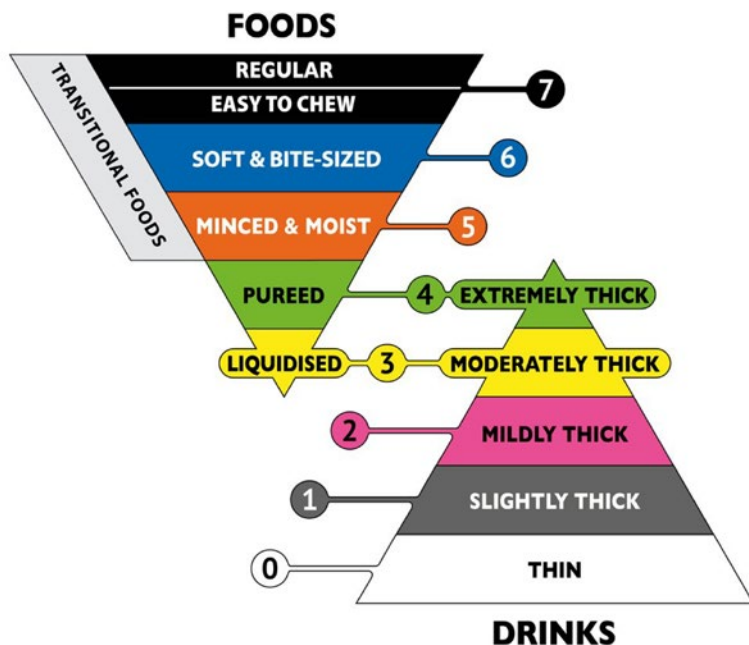 FOODS
TRANSITIONAL FOODS
REGULAR
7
EASY TO CHEW
SOFT & BITE-SIZED
6
MINCED & MOIST
5
PUREED
4
EXTREMELY THICK
LIQUIDISED
3
MODERATELY THICK
2
MILDLY THICK
1
SLIGHTLY THICK
0
THIN
DRINKS